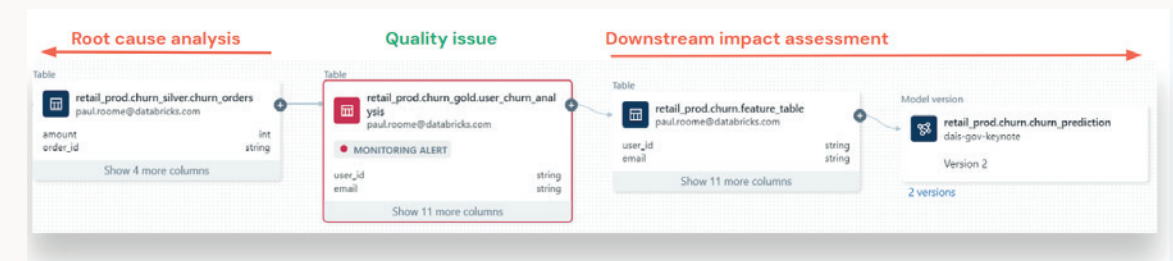 Root cause analysis
Quality issue
Downstream impact assessment
Table
retail_prod.churn_silver.churn_orders
paul.roome@databricks.com
amount int
order_id string
Show 4 more columns
Table
retail_prod.churn_gold.user_churn_anal
ysis
paul.roome@databricks.com
MONITORING ALERT
user_id string
email string
Show 11 more columns
Table
retail_prod.churn.feature_table
paul.roome@databricks.com
user_id string
email string
Show 11 more columns
Model version
retail_prod.churn.churn_prediction
dais-gov-keynote
Version 2
2 versions